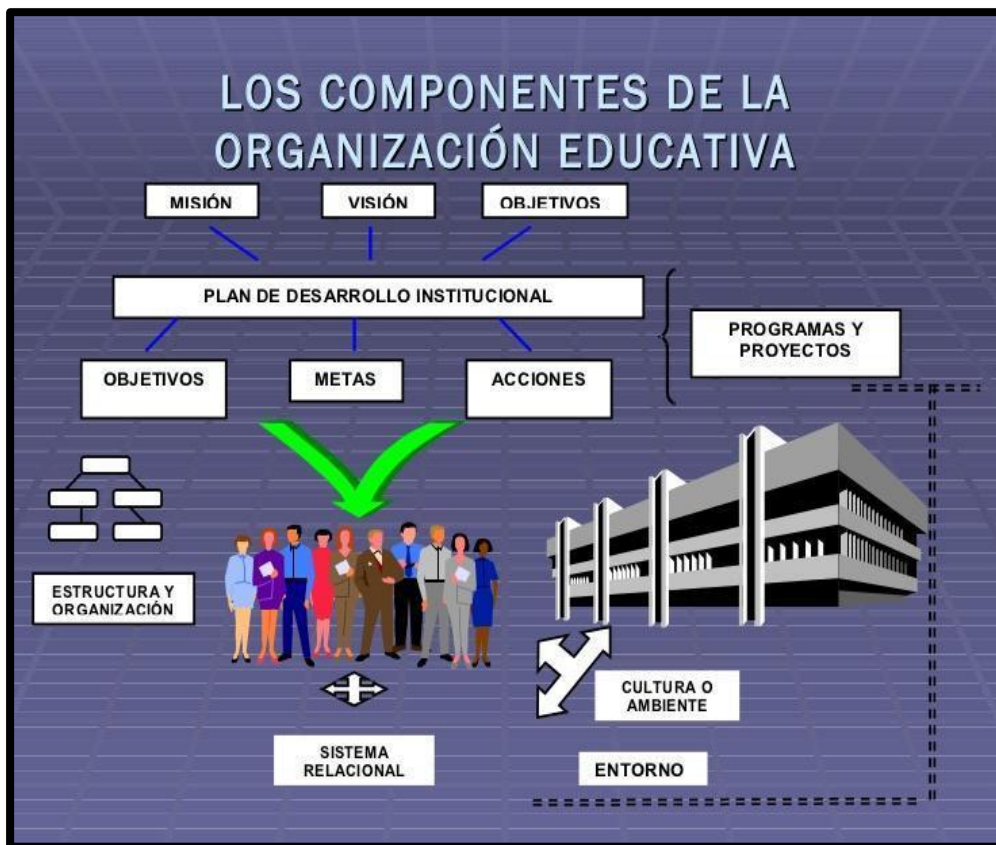 LOS COMPONENTES DE LA
ORGANIZACIÓN EDUCATIVA
MISIÓN
VISIÓN
OBJETIVOS
PLAN DE DESARROLLO INSTITUCIONAL
PROGRAMAS Y
PROYECTOS
OBJETIVOS
METAS
ACCIONES
ESTRUCTURA Y
ORGANIZACIÓN
CULTURA O
AMBIENTE
SISTEMA
RELACIONAL
ENTORNO